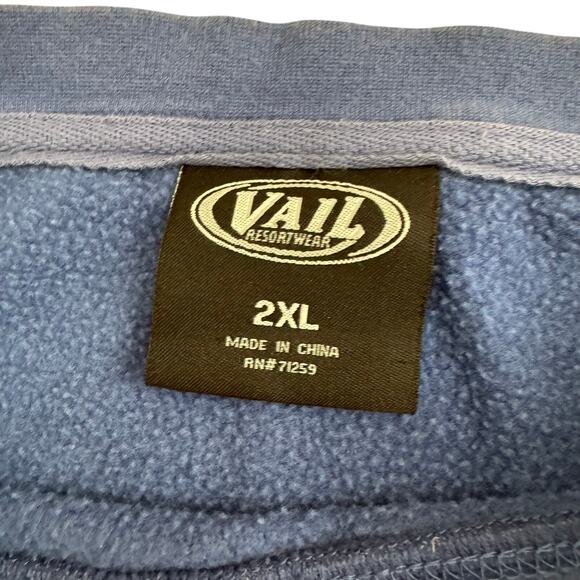 VAIL
RESORTWEAR
2XL
MADE IN CHINA
RN#71259